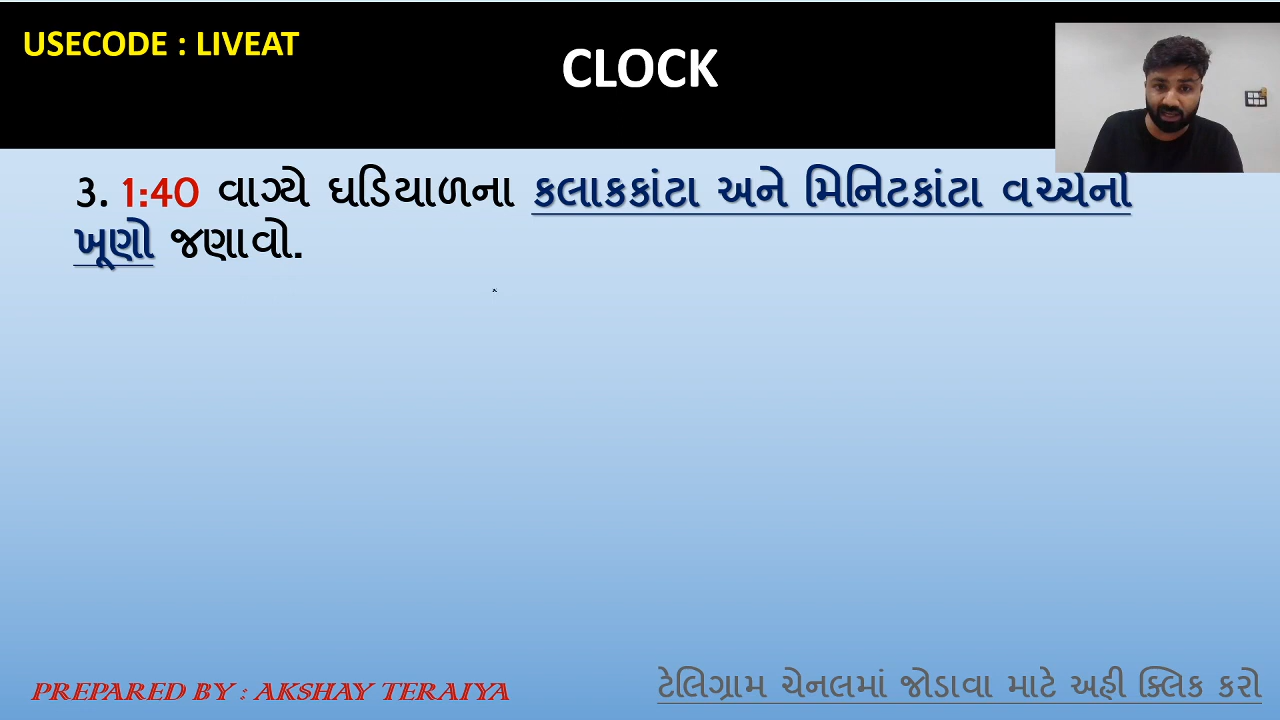 USECODE : LIVEAT
CLOCK
૩. 1:40 વાગ્યે ઘડિયાળના કલાકકાંટા અને મિનિટકાંટા વચ્ચેનો
ખૂણો જણાવો.
PREPARED BY : AKSHAY TERAIYA
ટેલિગ્રામ ચેનલમાં જોડાવા માટે અહી ક્લિક કરો